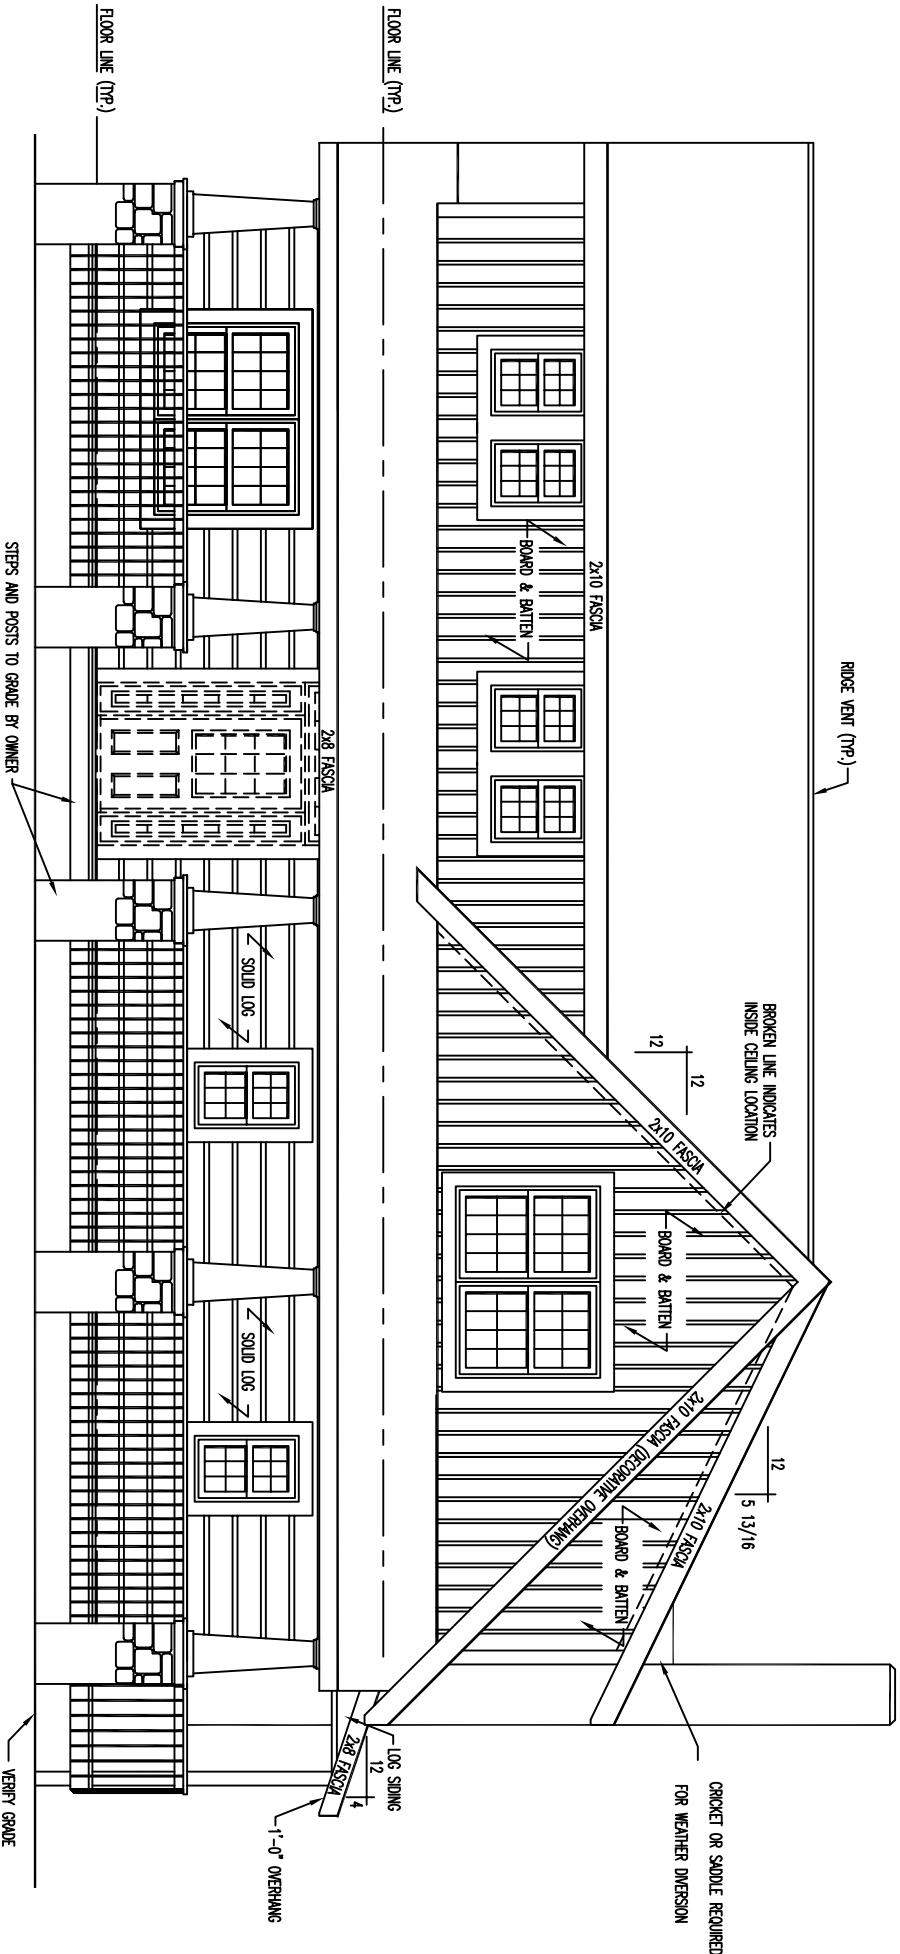 RIDGE VENT (TYP.)
BROKEN LINE INDICATES
INSIDE CEILING LOCATION
CRICKET OR SADDLE REQUIRED
FOR WEATHER DIVERSION
12
12
2x10 FASCIA
12
5 13/16
2x10 FASCIA
2x10 FASCIA
BOARD & BATTEN
BOARD & BATTEN
2x10 FASCIA (DECORATIVE OVERHANG)
BOARD & BATTEN
FLOOR LINE (TYP.)
LOG SIDING
12
4
2x8 FASCIA
2x8 FASCIA
1'-0" OVERHANG
SOLID LOG
SOLID LOG
FLOOR LINE (TYP.)
STEPS AND POSTS TO GRADE BY OWNER
VERIFY GRADE